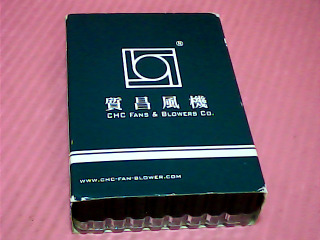 ®
質昌風機
CHC FANS & BLOWERS CO.
WWW.CHC-FAN-BLOWER.COM